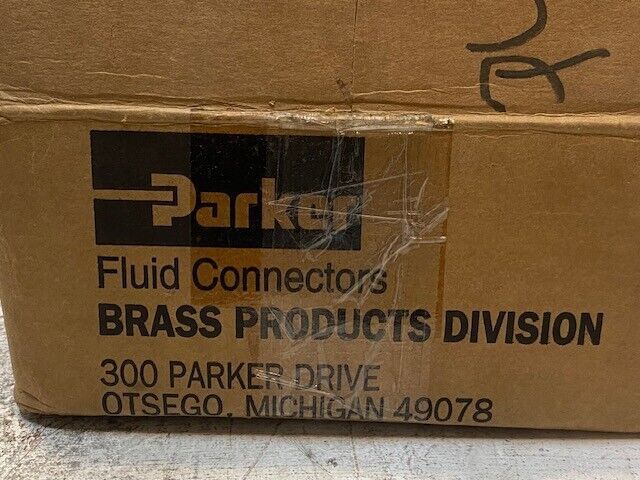 Parker
Fluid Connectors
BRASS PRODUCTS DIVISION
300 PARKER DRIVE
OTSEGO, MICHIGAN 49078